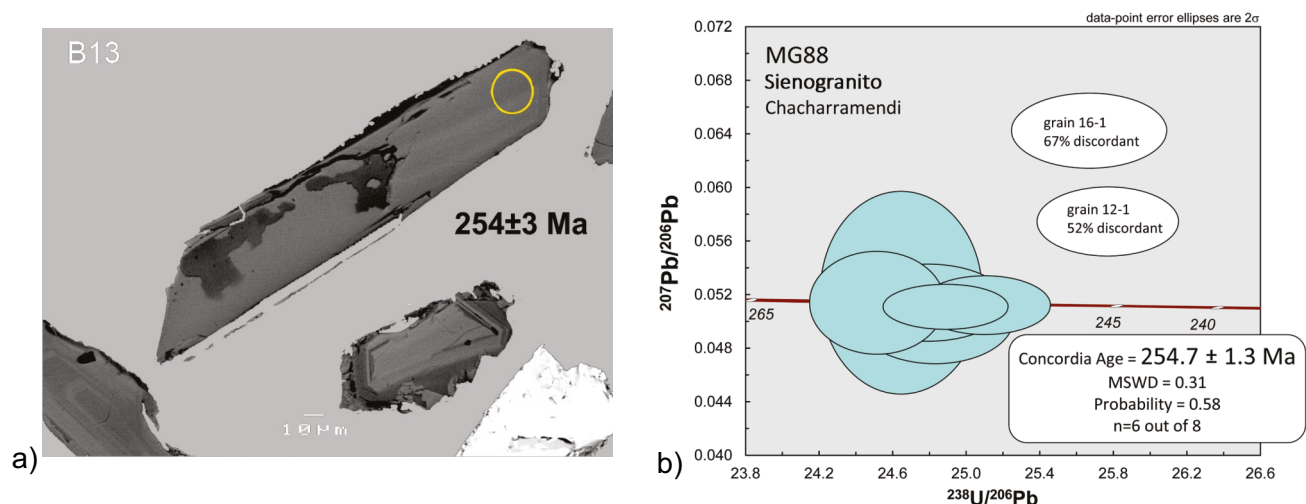 B13
254±3 Ma
10µm
a)
data-point error ellipses are 2σ
0.072
0.068
0.064
0.060
0.056
0.052
0.048
0.044
0.040
207Pb/206Pb
MG88
Sienogranito
Chacharramendi
grain 16-1
67% discordant
grain 12-1
52% discordant
265
245
240
Concordia Age = 254.7 ± 1.3 Ma
MSWD = 0.31
Probability = 0.58
n=6 out of 8
23.8
24.2
24.6
25.0
25.4
25.8
26.2
26.6
238U/206Pb
b)